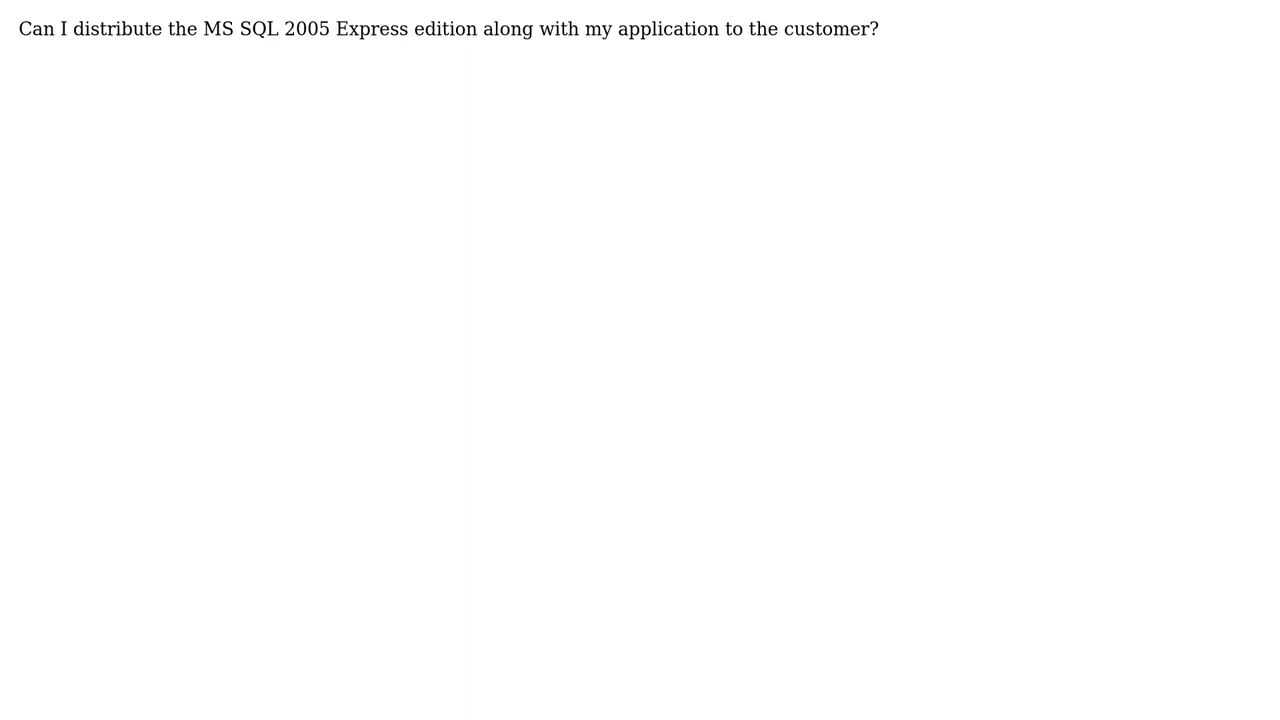 Can I distribute the MS SQL 2005 Express edition along with my application to the customer?